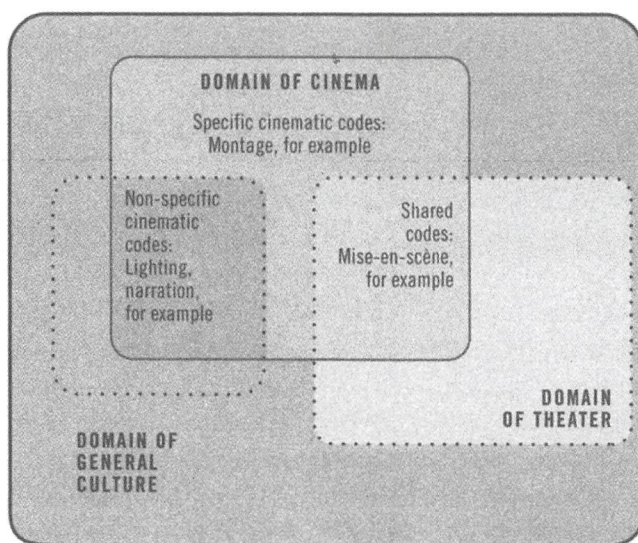 DOMAIN OF CINEMA
Specific cinematic codes:
Montage, for example
Non-specific
cinematic
codes:
Lighting,
narration,
for example
Shared
codes:
Mise-en-scène,
for example
DOMAIN
OF THEATER
DOMAIN OF
GENERAL
CULTURE